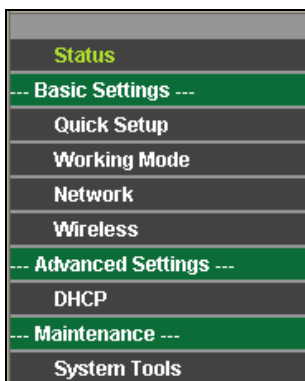 Status
--- Basic Settings ---
Quick Setup
Working Mode
Network
Wireless
--- Advanced Settings ---
DHCP
--- Maintenance ---
System Tools